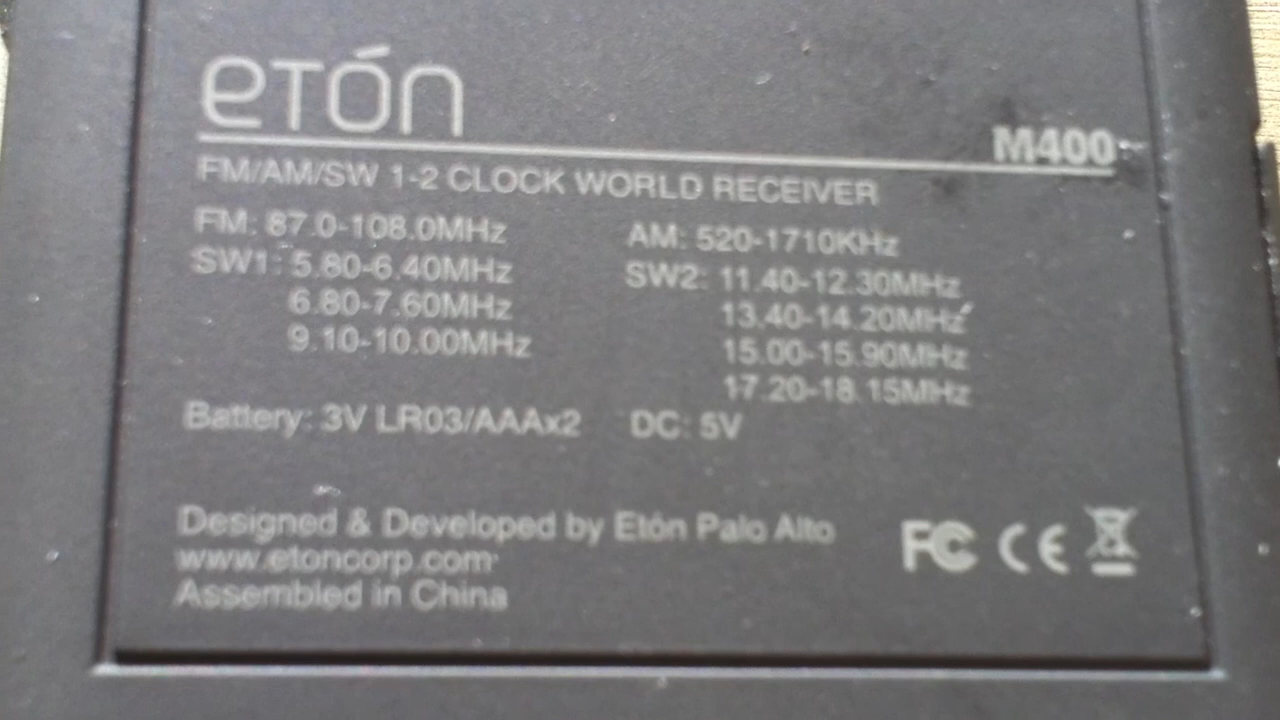 etón
M400
FM/AM/SW 1-2 CLOCK WORLD RECEIVER
FM: 87.0-108.0MHz AM: 520-1710KHz
SW1: 5.80-6.40MHz SW2: 11.40-12.30MHz
6.80-7.60MHz 13.40-14.20MHz
9.10-10.00MHz 15.00-15.90MHz
17.20-18.15MHz
Battery: 3V LR03/AAAx2 DC: 5V
Designed & Developed by Etón Palo Alto
www.etoncorp.com
Assembled in China
FC CE